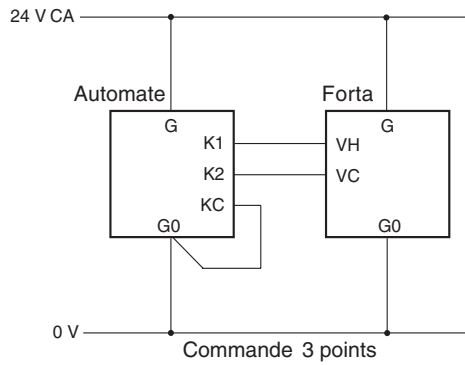 24 V CA
Automate
Forta
G
G
K1
VH
K2
VC
KC
G0
G0
0 V
Commande 3 points